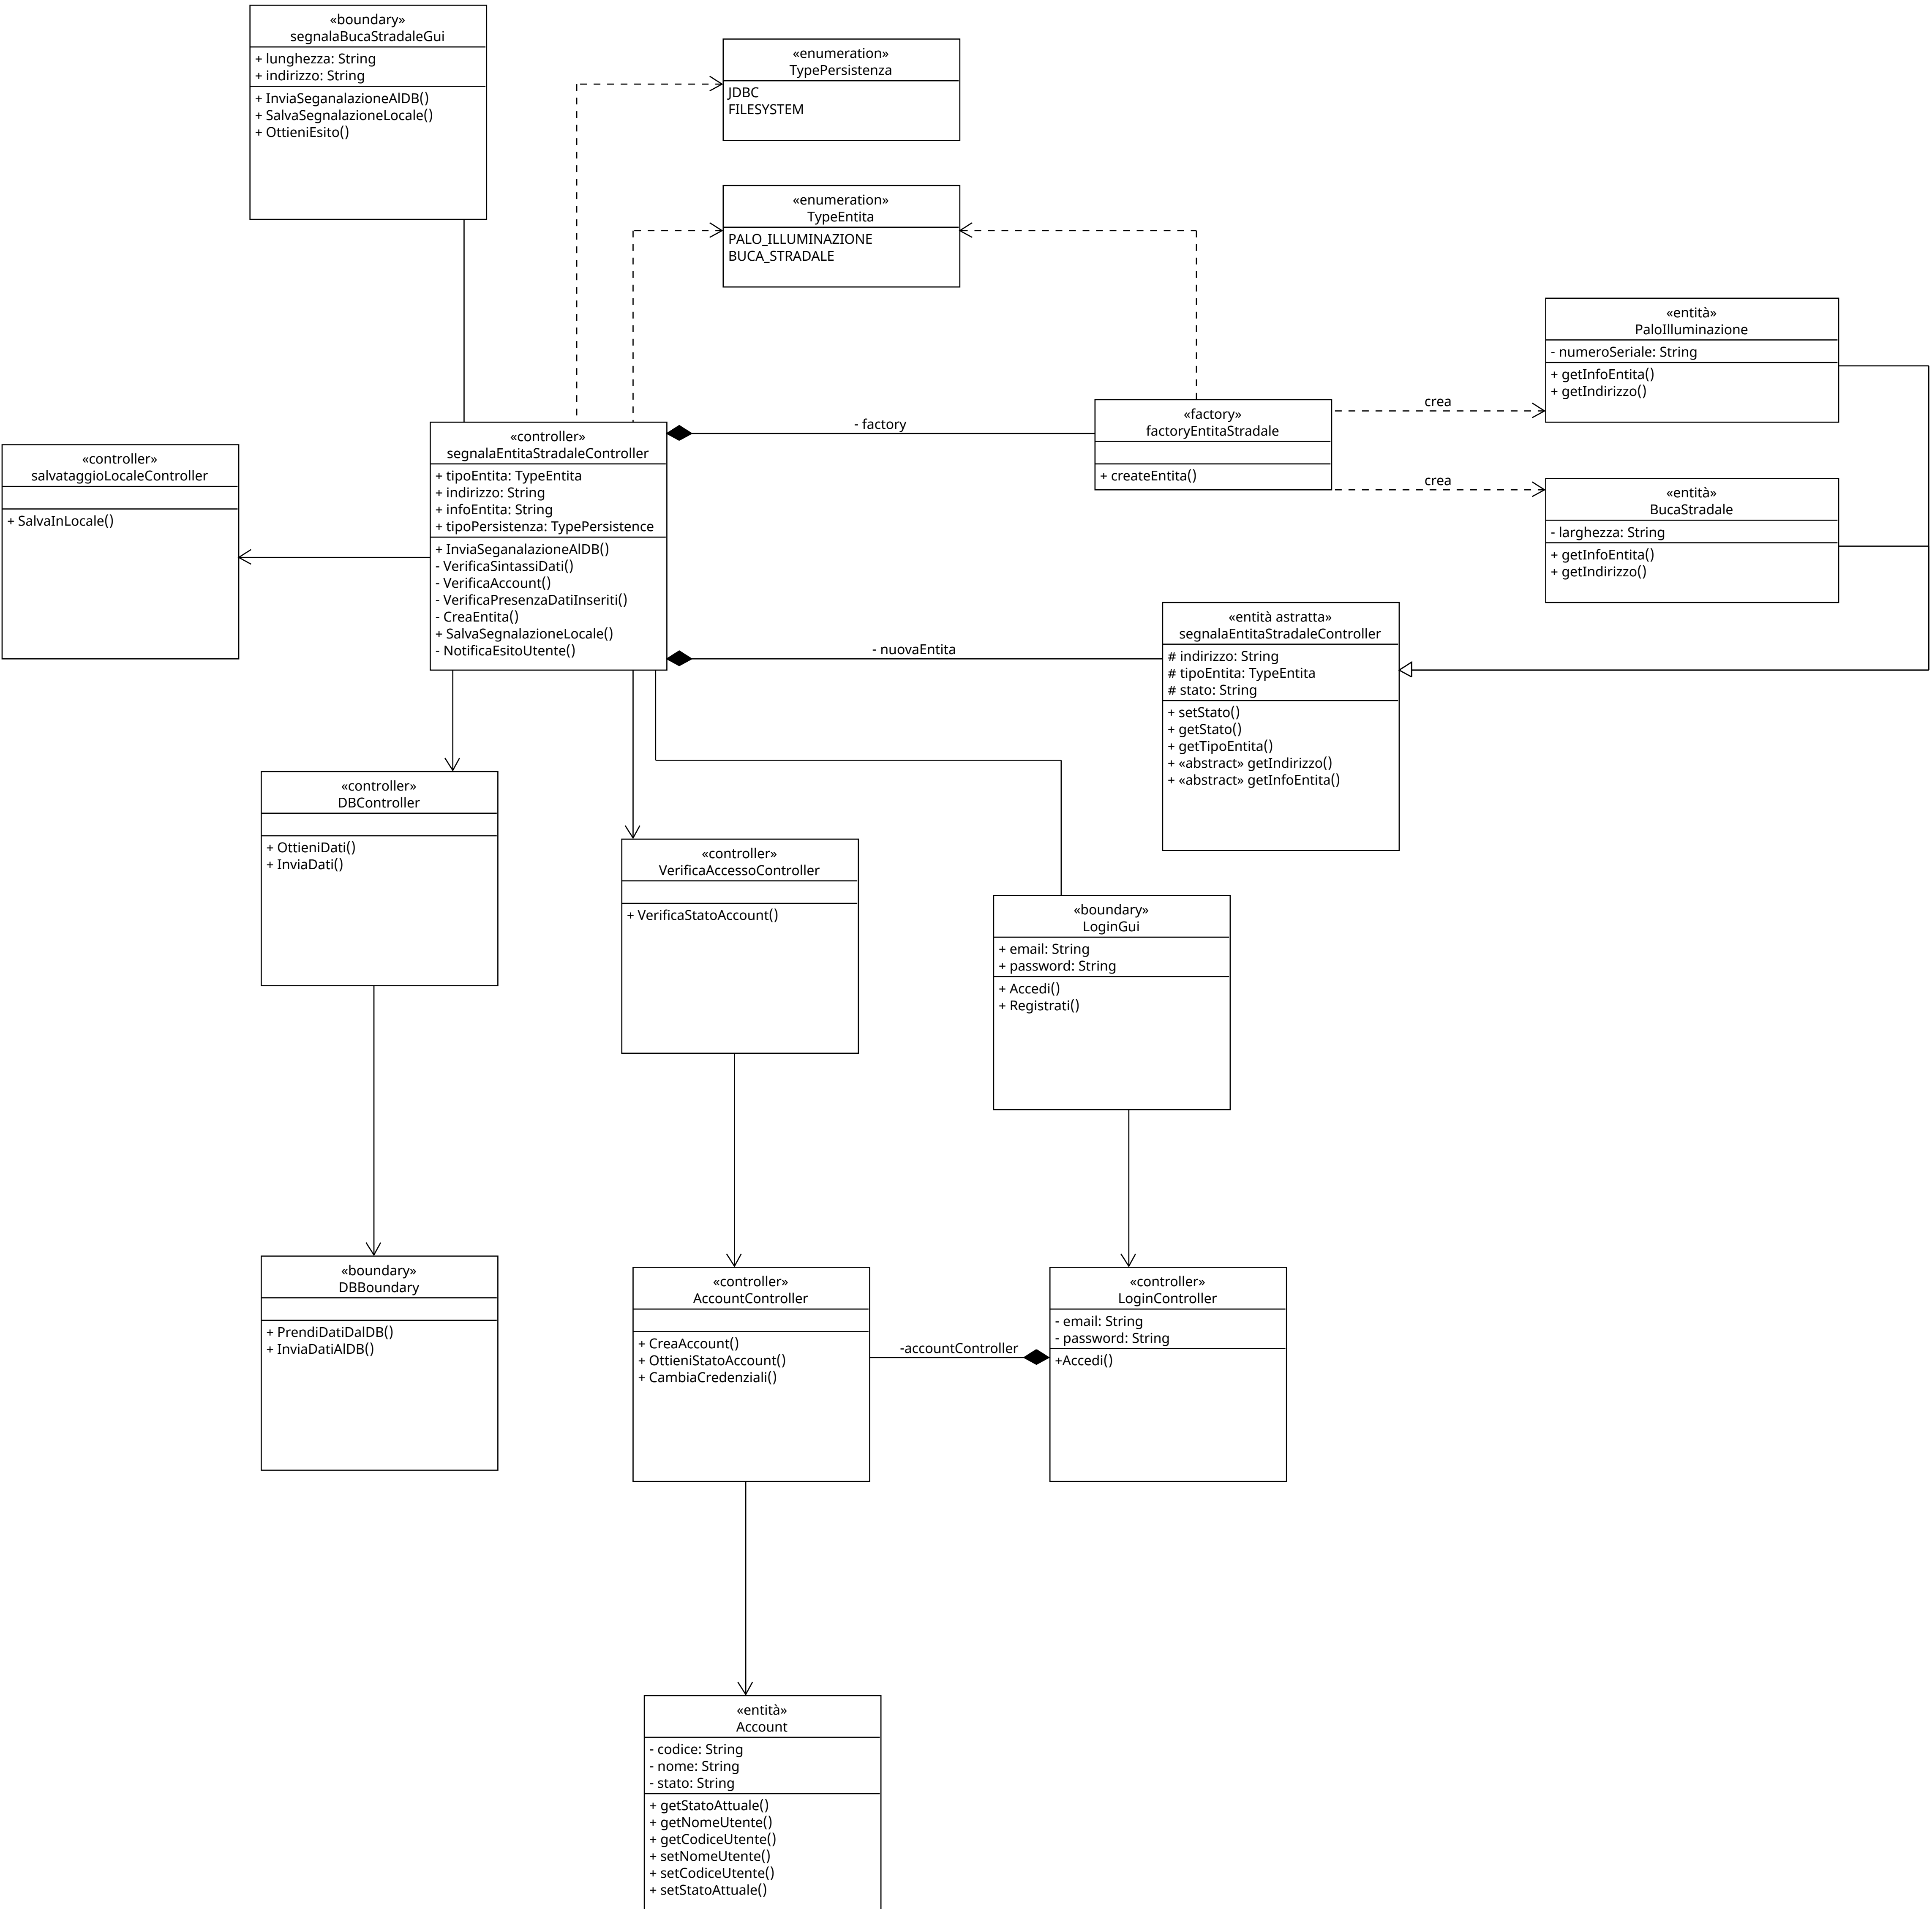 «boundary»
segnalaBucaStradaleGui
+ lunghezza: String
+ indirizzo: String
+ InviaSeganalazioneAlDB()
+ SalvaSegnalazioneLocale()
+ OttieniEsito()
«enumeration»
TypePersistenza
JDBC
FILESYSTEM
«enumeration»
TypeEntita
PALO_ILLUMINAZIONE
BUCA_STRADALE
«entità»
PaloIlluminazione
- numeroSeriale: String
+ getInfoEntita()
+ getIndirizzo()
crea
«factory»
factoryEntitaStradale
+ createEntita()
- factory
«controller»
segnalaEntitaStradaleController
+ tipoEntita: TypeEntita
+ indirizzo: String
+ infoEntita: String
+ tipoPersistenza: TypePersistence
+ InviaSeganalazioneAlDB()
- VerificaSintassiDati()
- VerificaAccount()
- VerificaPresenzaDatiInseriti()
- CreaEntita()
+ SalvaSegnalazioneLocale()
- NotificaEsitoUtente()
«controller»
salvataggioLocaleController
+ SalvaInLocale()
crea
«entità»
BucaStradale
- larghezza: String
+ getInfoEntita()
+ getIndirizzo()
- nuovaEntita
«entità astratta»
segnalaEntitaStradaleController
# indirizzo: String
# tipoEntita: TypeEntita
# stato: String
+ setStato()
+ getStato()
+ getTipoEntita()
+ «abstract» getIndirizzo()
+ «abstract» getInfoEntita()
«controller»
DBController
+ OttieniDati()
+ InviaDati()
«controller»
VerificaAccessoController
+ VerificaStatoAccount()
«boundary»
LoginGui
+ email: String
+ password: String
+ Accedi()
+ Registrati()
«boundary»
DBBoundary
+ PrendiDatiDalDB()
+ InviaDatiAlDB()
«controller»
AccountController
+ CreaAccount()
+ OttieniStatoAccount()
+ CambiaCredenziali()
-accountController
«controller»
LoginController
- email: String
- password: String
+Accedi()
«entità»
Account
- codice: String
- nome: String
- stato: String
+ getStatoAttuale()
+ getNomeUtente()
+ getCodiceUtente()
+ setNomeUtente()
+ setCodiceUtente()
+ setStatoAttuale()